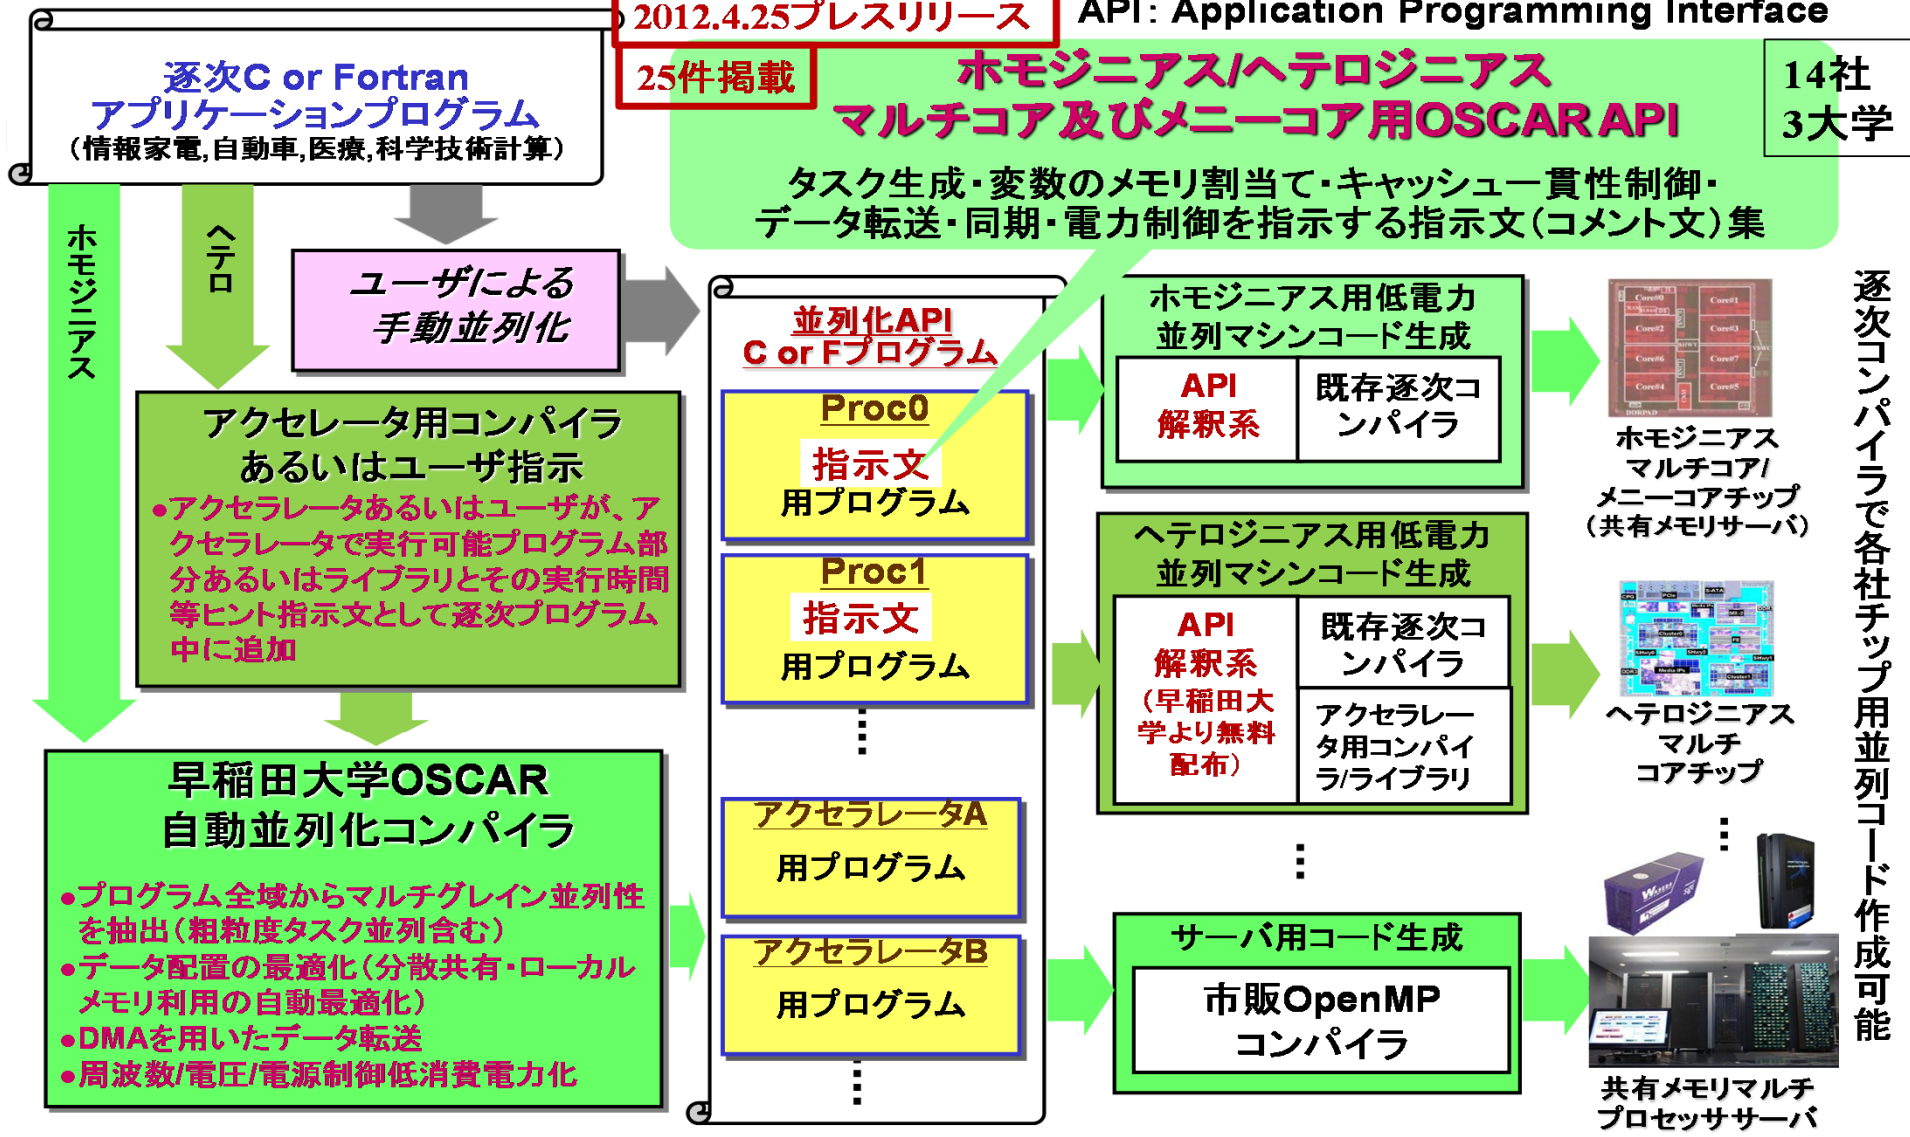 2012.4.25プレスリリース
API: Application Programming Interface
25件掲載
ホモジニアス/ヘテロジニアス
マルチコア及びメニーコア用OSCAR API
14社
3大学
タスク生成・変数のメモリ割当て・キャッシュ一貫性制御・
データ転送・同期・電力制御を指示する指示文(コメント文)集
逐次C or Fortran
アプリケーションプログラム
(情報家電,自動車,医療,科学技術計算)
ホモジニアス
ヘテロ
ユーザによる
手動並列化
アクセレータ用コンパイラ
あるいはユーザ指示
●アクセラレータあるいはユーザが、ア
クセラレータで実行可能プログラム部
分あるいはライブラリとその実行時間
等ヒント指示文として逐次プログラム
中に追加
早稲田大学OSCAR
自動並列化コンパイラ
●プログラム全域からマルチグレイン並列性
を抽出(粗粒度タスク並列含む)
●データ配置の最適化(分散共有・ローカル
メモリ利用の自動最適化)
●DMAを用いたデータ転送
●周波数/電圧/電源制御低消費電力化
並列化API
C or Fプログラム
Proc0
指示文
用プログラム
Proc1
指示文
用プログラム
アクセラレータA
用プログラム
アクセラレータB
用プログラム
ホモジニアス用低電力
並列マシンコード生成
API
解釈系
既存逐次コ
ンパイラ
ヘテロジニアス用低電力
並列マシンコード生成
API
解釈系
(早稲田大
学より無料
配布)
既存逐次コ
ンパイラ
アクセラレー
タ用コンパイ
ラ/ライブラリ
サーバ用コード生成
市販OpenMP
コンパイラ
Core#0
Core#1
Core#2
Core#3
Core#6
Core#7
Core#4
Core#5
DDRPAD
ホモジニアス
マルチコア/
メニーコアチップ
(共有メモリサーバ)
ヘテロジニアス
マルチ
コアチップ
共有メモリマルチ
プロセッササーバ
逐次コンパイラで各社チップ用並列コード作成可能